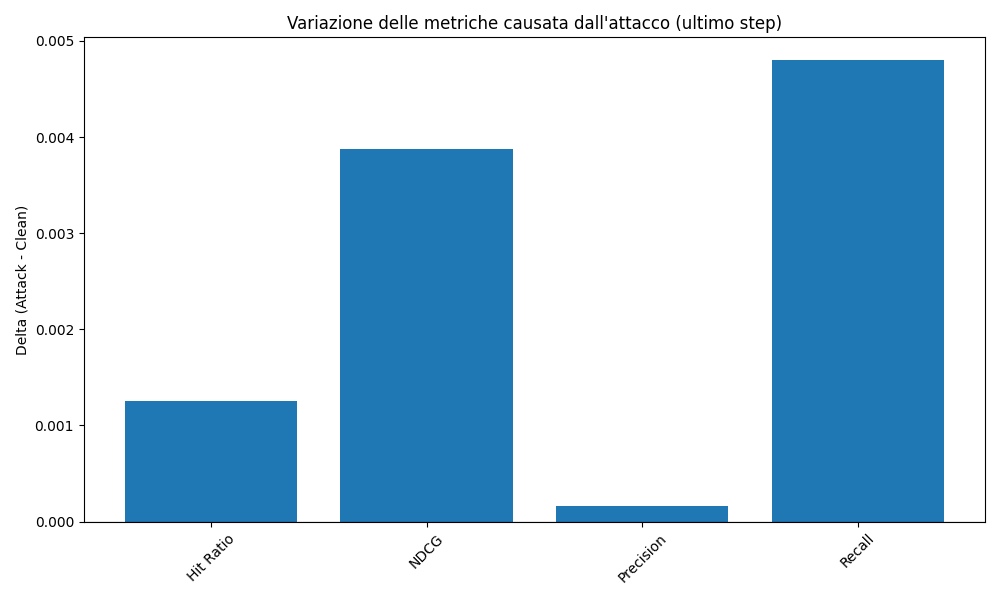 Variazione delle metriche causata dall'attacco (ultimo step)
Delta (Attack - Clean)
0.005
0.004
0.003
0.002
0.001
0.000
Hit Ratio
NDCG
Precision
Recall